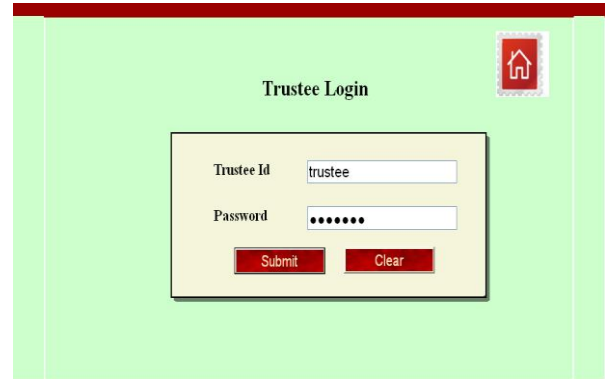 Trustee Login
Trustee Id trustee
Password •••••••
Submit Clear